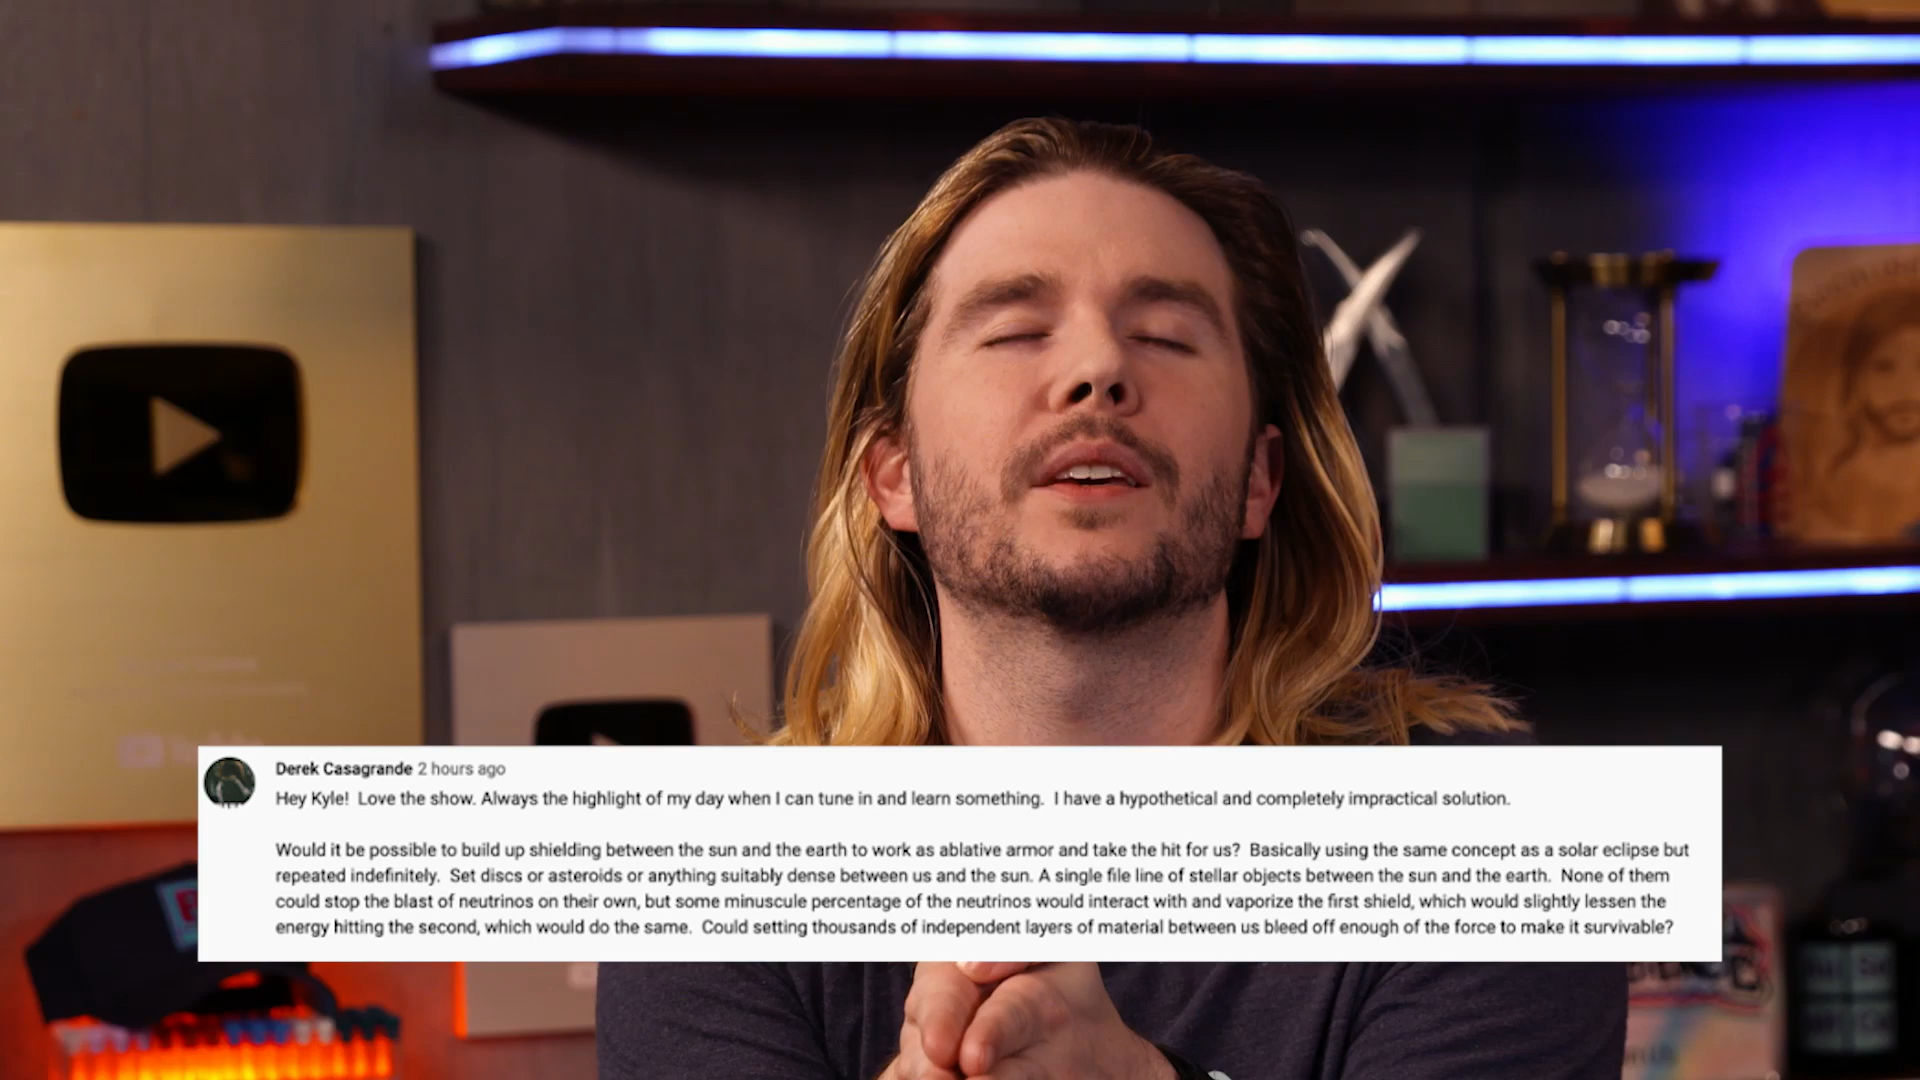 Derek Casagrande 2 hours ago
Hey Kyle! Love the show. Always the highlight of my day when I can tune in and learn something. I have a hypothetical and completely impractical solution.
Would it be possible to build up shielding between the sun and the earth to work as ablative armor and take the hit for us? Basically using the same concept as a solar eclipse but
repeated indefinitely. Set discs or asteroids or anything suitably dense between us and the sun. A single file line of stellar objects between the sun and the earth. None of them
could stop the blast of neutrinos on their own, but some minuscule percentage of the neutrinos would interact with and vaporize the first shield, which would slightly lessen the
energy hitting the second, which would do the same. Could setting thousands of independent layers of material between us bleed off enough of the force to make it survivable?